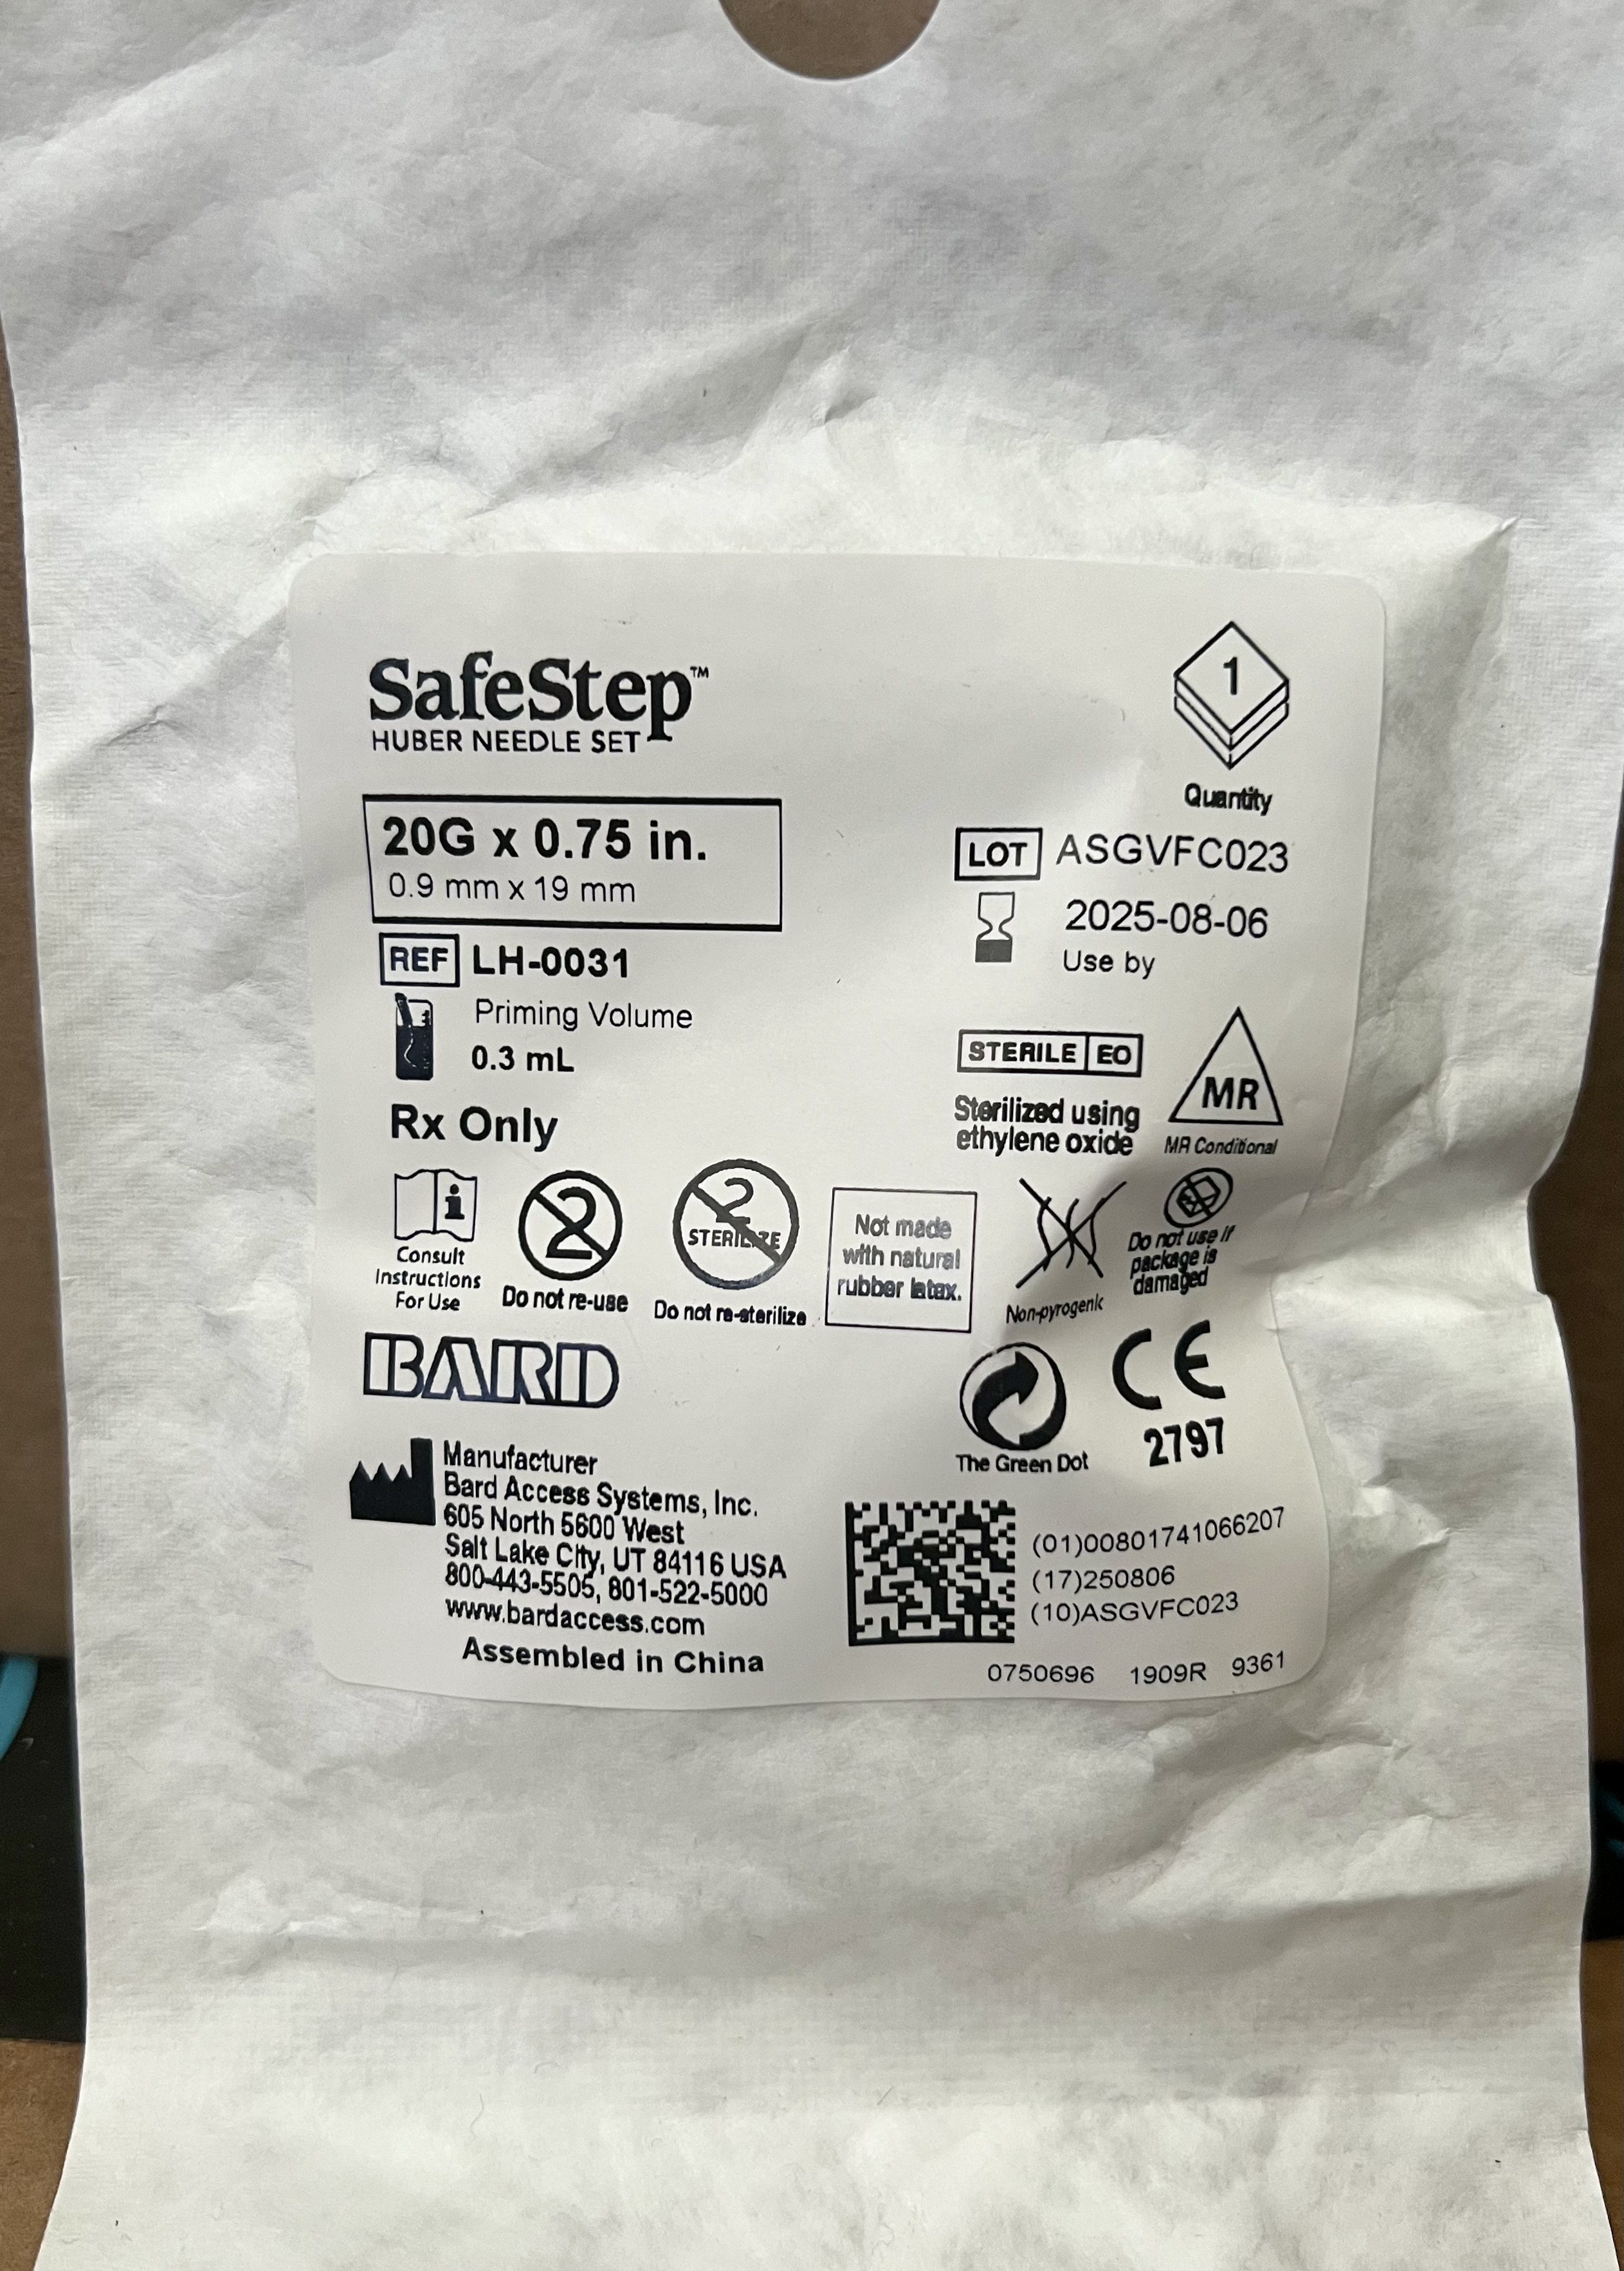 SafeStep™
HUBER NEEDLE SET
1
Quantity
20G x 0.75 in.
0.9 mm x 19 mm
LOT ASGVFC023
2025-08-06
Use by
REF LH-0031
Priming Volume
0.3 mL
STERILE EO
Sterilized using
ethylene oxide
MR
MR Conditional
Rx Only
i
Consult
Instructions
For Use
2
Do not re-use
2
STERILIZE
Do not re-sterilize
Not made
with natural
rubber latex.
Non-pyrogenic
Do not use if
package is
damaged
BARD
The Green Dot
CE
2797
Manufacturer
Bard Access Systems, Inc.
605 North 5600 West
Salt Lake City, UT 84116 USA
800-443-5505, 801-522-5000
www.bardaccess.com
Assembled in China
(01)00801741066207
(17)250806
(10)ASGVFC023
0750696 1909R 9361